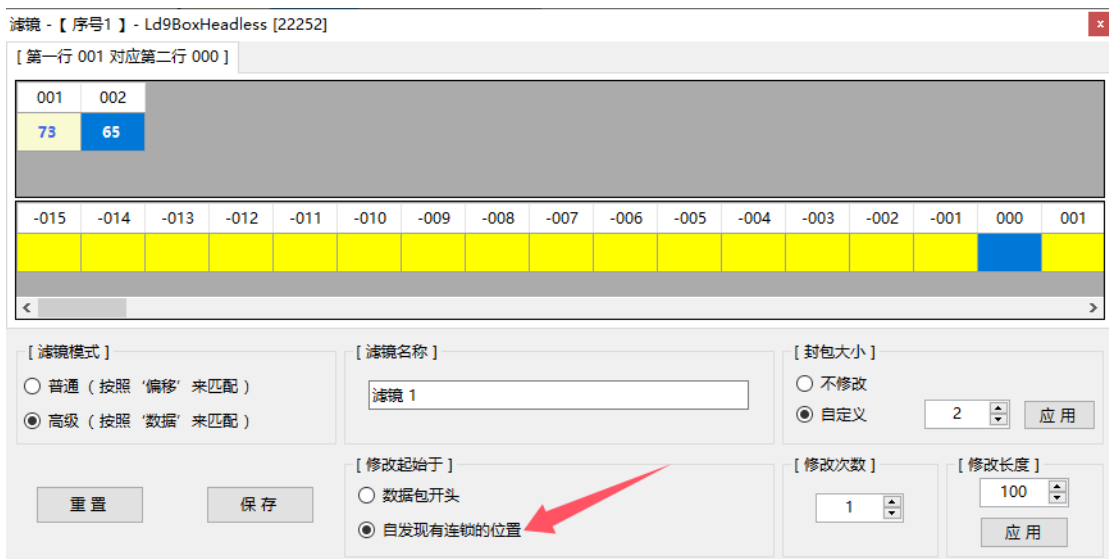 滤镜 -【 序号1 】- Ld9BoxHeadless [22252]
x
[ 第一行 001 对应第二行 000 ]
001 002
73 65
-015 -014 -013 -012 -011 -010 -009 -008 -007 -006 -005 -004 -003 -002 -001 000 001
[ 滤镜模式 ] [ 滤镜名称 ] [ 封包大小 ]
普通（ 按照‘偏移’来匹配 ） 滤镜 1 不修改
高级（ 按照‘数据’来匹配 ） 自定义 2 应 用
[ 修改起始于 ] [ 修改次数 ] [ 修改长度 ]
重 置 保 存 数据包开头 1 100
自发现有连锁的位置 应 用